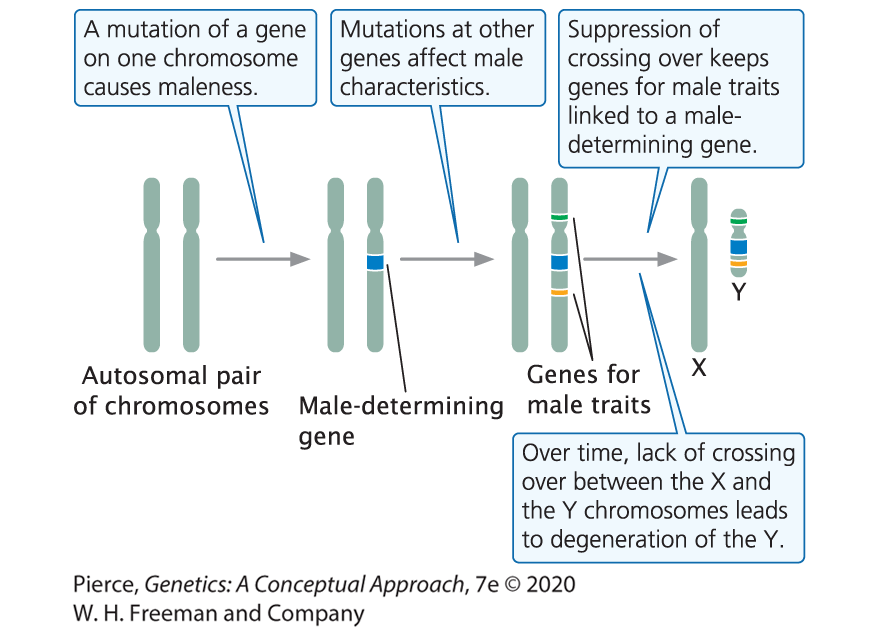 A mutation of a gene
on one chromosome
causes maleness.
Mutations at other
genes affect male
characteristics.
Suppression of
crossing over keeps
genes for male traits
linked to a male-
determining gene.
Autosomal pair
of chromosomes
Male-determining
gene
Genes for
male traits
X
Y
Over time, lack of crossing
over between the X and
the Y chromosomes leads
to degeneration of the Y.
Pierce, Genetics: A Conceptual Approach, 7e © 2020
W. H. Freeman and Company